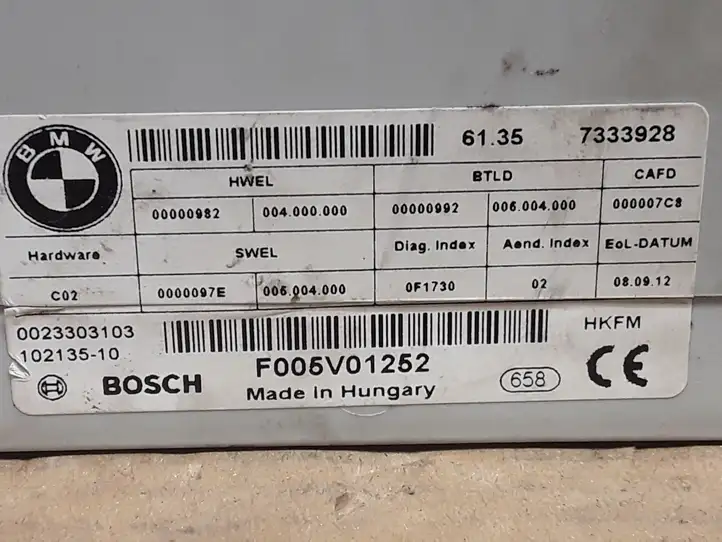 BMW
61.35 7333928
HWEL BTLD CAFD
00000982 004.000.000 00000992 006.004.000 000007C8
Hardware SWEL Diag. Index Aend. Index EoL-DATUM
C02 0000097E 006.004.000 0F1730 02 08.09.12
0023303103 HKFM
102135-10
BOSCH F005V01252 658 CE
Made in Hungary